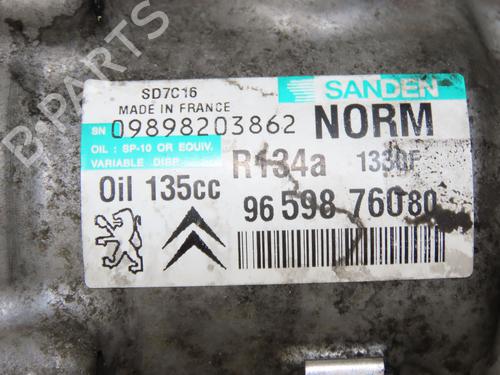 SD7C16
MADE IN FRANCE
SANDEN
SN 09898203862
NORM
OIL : SP-10 OR EQUIV.
VARIABLE DISP.
R134a 1330F
Oil 135cc
96 598 760 80